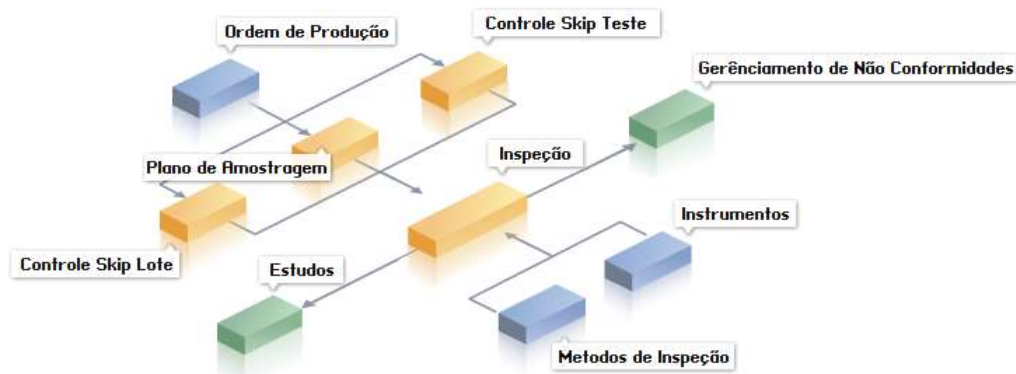 Controle Skip Teste
Ordem de Produção
Gerênciamento de Não Conformidades
Plano de Amostragem
Inspeção
Instrumentos
Controle Skip Lote
Estudos
Metodos de Inspeção